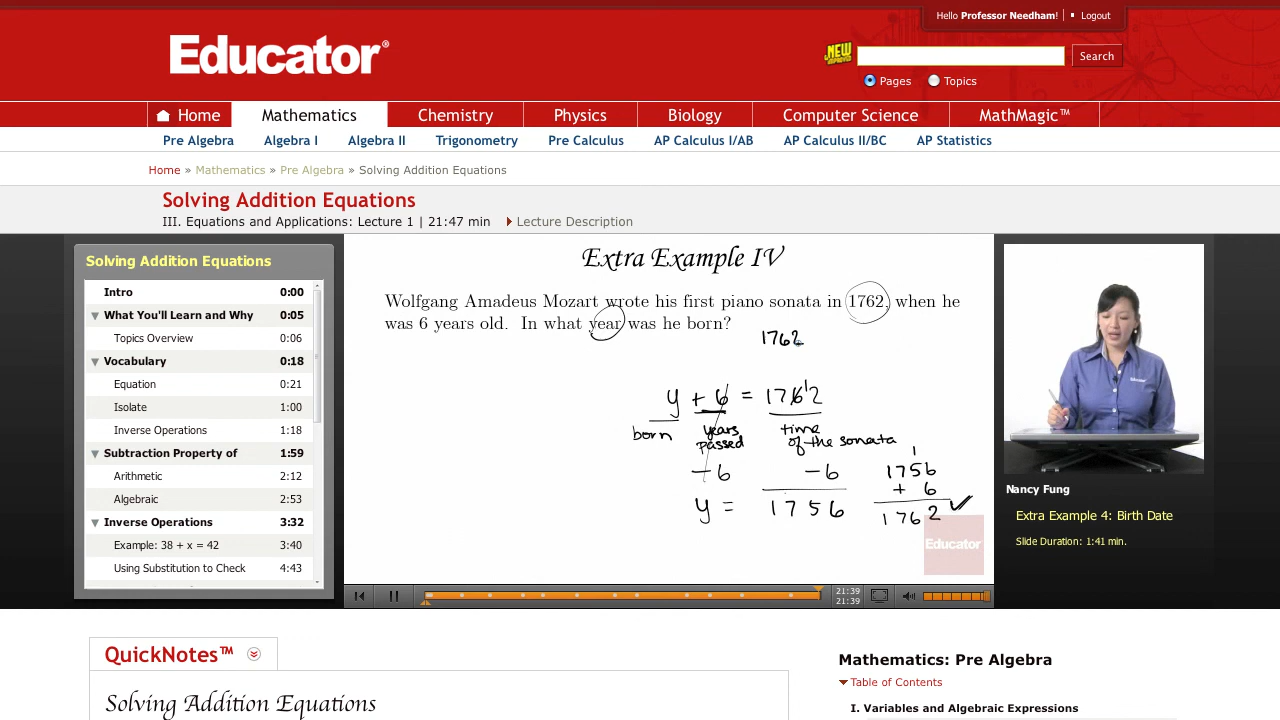 Hello Professor Needham! | ▪ Logout
Educator®
NEW
Search
Pages Topics
Home Mathematics Chemistry Physics Biology Computer Science MathMagic™
Pre Algebra Algebra I Algebra II Trigonometry Pre Calculus AP Calculus I/AB AP Calculus II/BC AP Statistics
Home » Mathematics » Pre Algebra » Solving Addition Equations
Solving Addition Equations
III. Equations and Applications: Lecture 1 | 21:47 min Lecture Description
Solving Addition Equations
Intro 0:00
What You'll Learn and Why 0:05
Topics Overview 0:06
Vocabulary 0:18
Equation 0:21
Isolate 1:00
Inverse Operations 1:18
Subtraction Property of 1:59
Arithmetic 2:12
Algebraic 2:53
Inverse Operations 3:32
Example: 38 + x = 42 3:40
Using Substitution to Check 4:43
Extra Example IV
Wolfgang Amadeus Mozart wrote his first piano sonata in 1762, when he
was 6 years old. In what year was he born?
1762
y + 6 = 1762
born years passed time of the sonata
1
- 6 - 6 1756
+ 6
y = 1756 1762 ✓
Educator
21:39
21:39
Educator
Nancy Fung
Extra Example 4: Birth Date
Slide Duration: 1:41 min.
QuickNotes™
Solving Addition Equations
Mathematics: Pre Algebra
Table of Contents
I. Variables and Algebraic Expressions